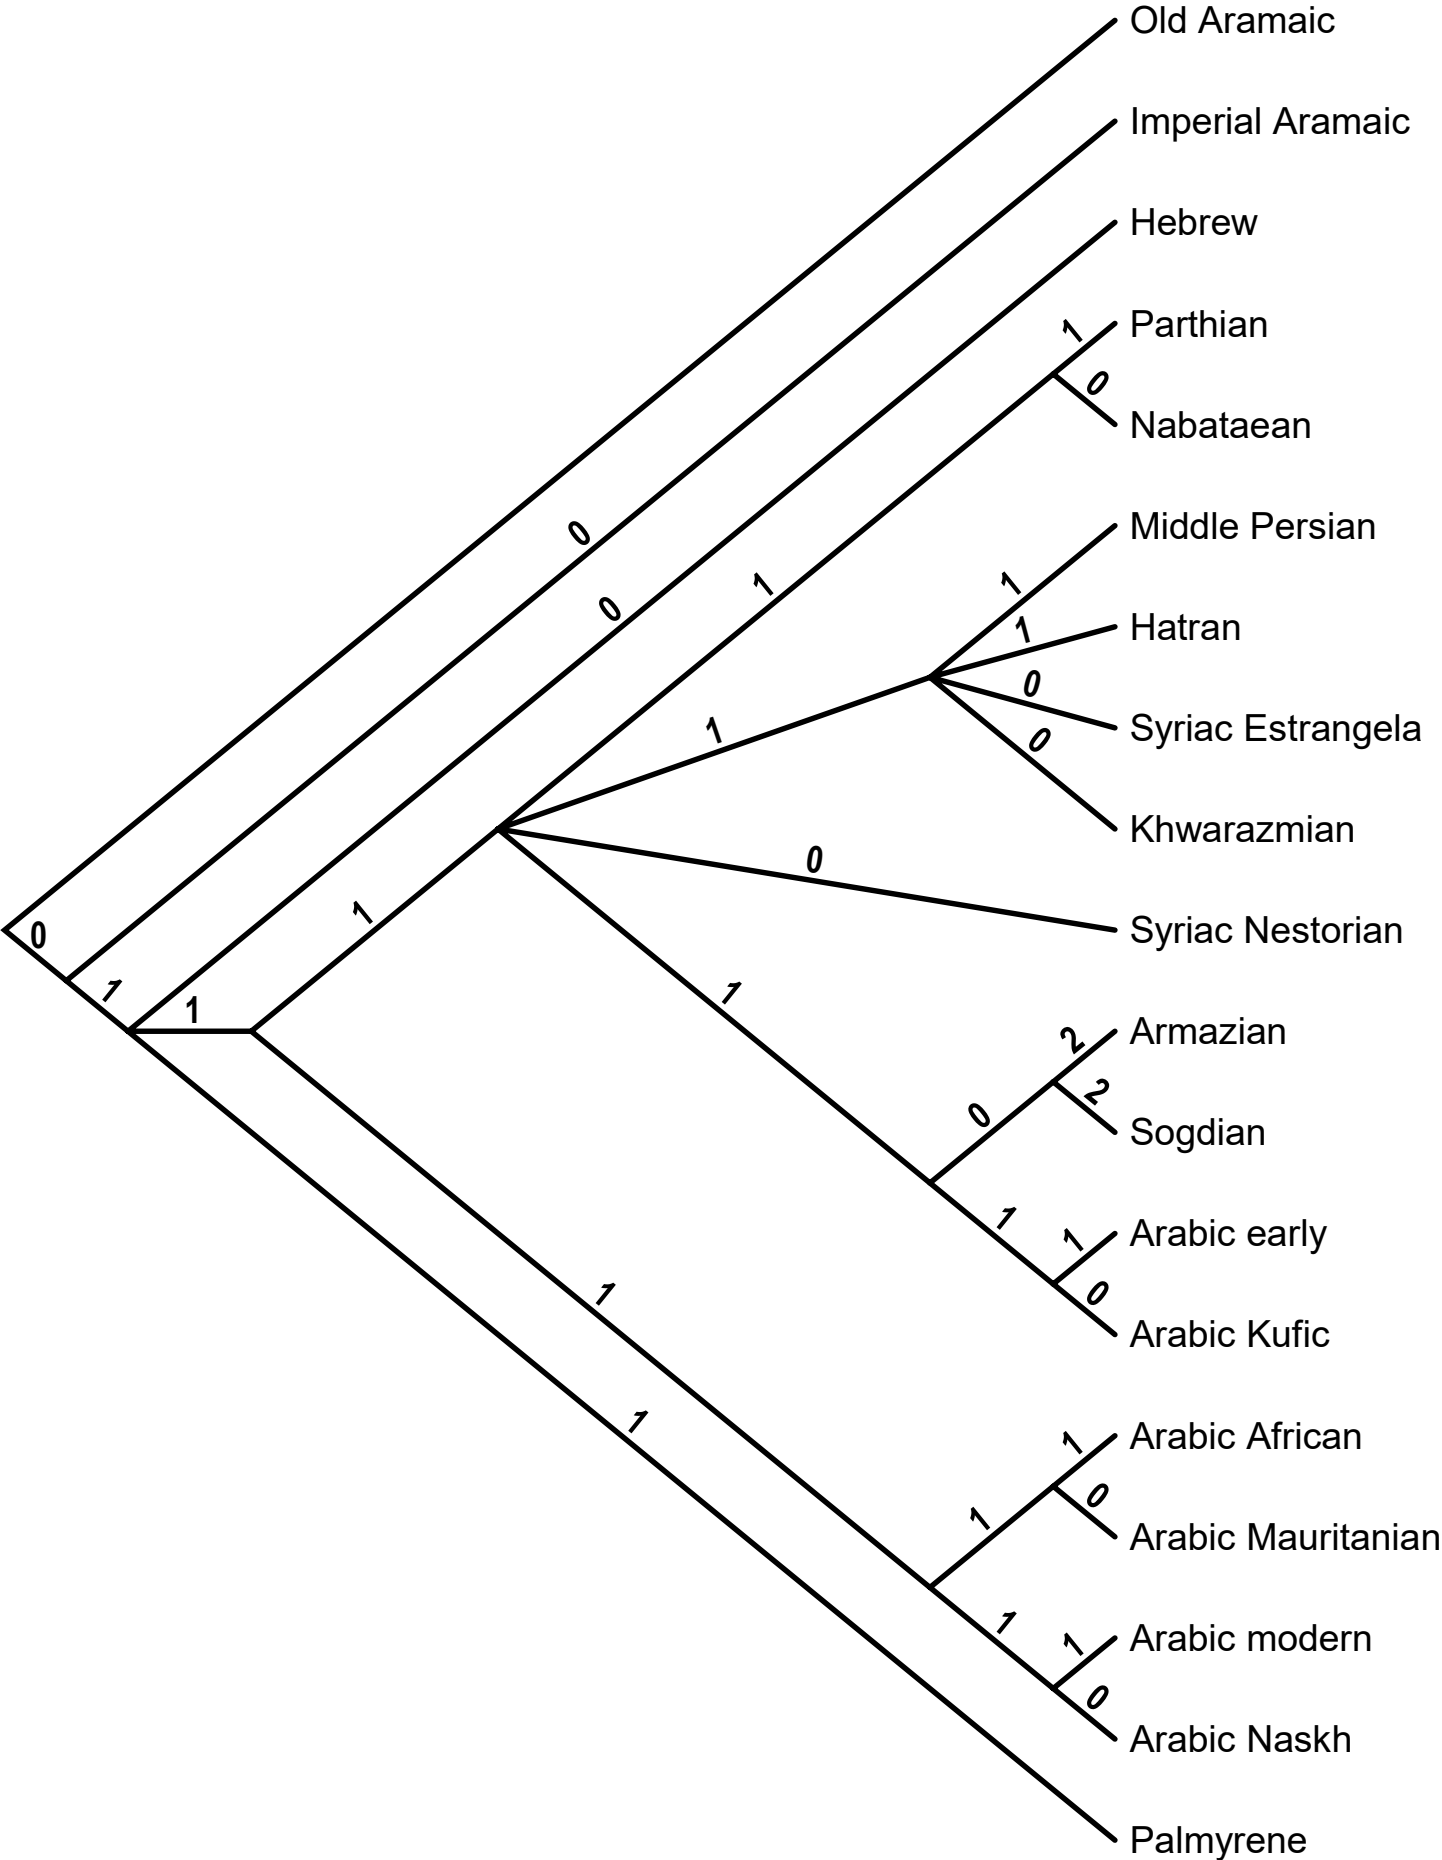 Old Aramaic
Imperial Aramaic
Hebrew
1 Parthian
0
Nabataean
0
Middle Persian
1
1
0
1 Hatran
0
1
Syriac Estrangela
0
Khwarazmian
0
1
0
Syriac Nestorian
1
1
1
2 Armazian
2
0
Sogdian
1
1
Arabic early
0
1
Arabic Kufic
1
1
Arabic African
0
1
Arabic Mauritanian
1
1
Arabic modern
0
Arabic Naskh
Palmyrene